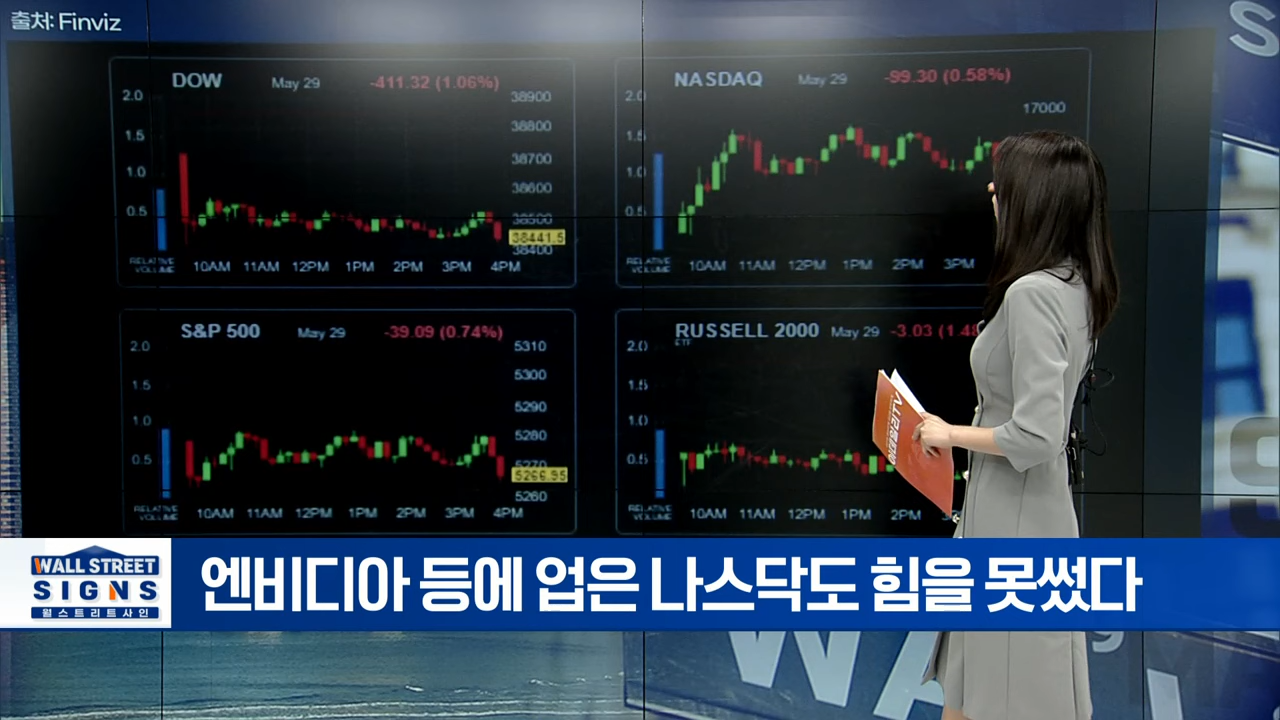 출처: Finviz
DOW May 29 -411.32 (1.06%)
2.0
1.5
1.0
0.5
38900
38800
38700
38600
38500
38441.5
38400
RELATIVE
VOLUME
10AM 11AM 12PM 1PM 2PM 3PM 4PM
NASDAQ May 29 -99.30 (0.58%)
2.0
1.5
1.0
0.5
17000
RELATIVE
VOLUME
10AM 11AM 12PM 1PM 2PM 3PM
S&P 500 May 29 -39.09 (0.74%)
2.0
1.5
1.0
0.5
5310
5300
5290
5280
5270
5266.95
5260
RELATIVE
VOLUME
10AM 11AM 12PM 1PM 2PM 3PM 4PM
RUSSELL 2000 May 29 -3.03 (1.48
ETF
2.0
1.5
1.0
0.5
RELATIVE
VOLUME
10AM 11AM 12PM 1PM 2PM
WALL STREET
SIGNS
월스트리트사인
엔비디아 등에 업은 나스닥도 힘을 못썼다